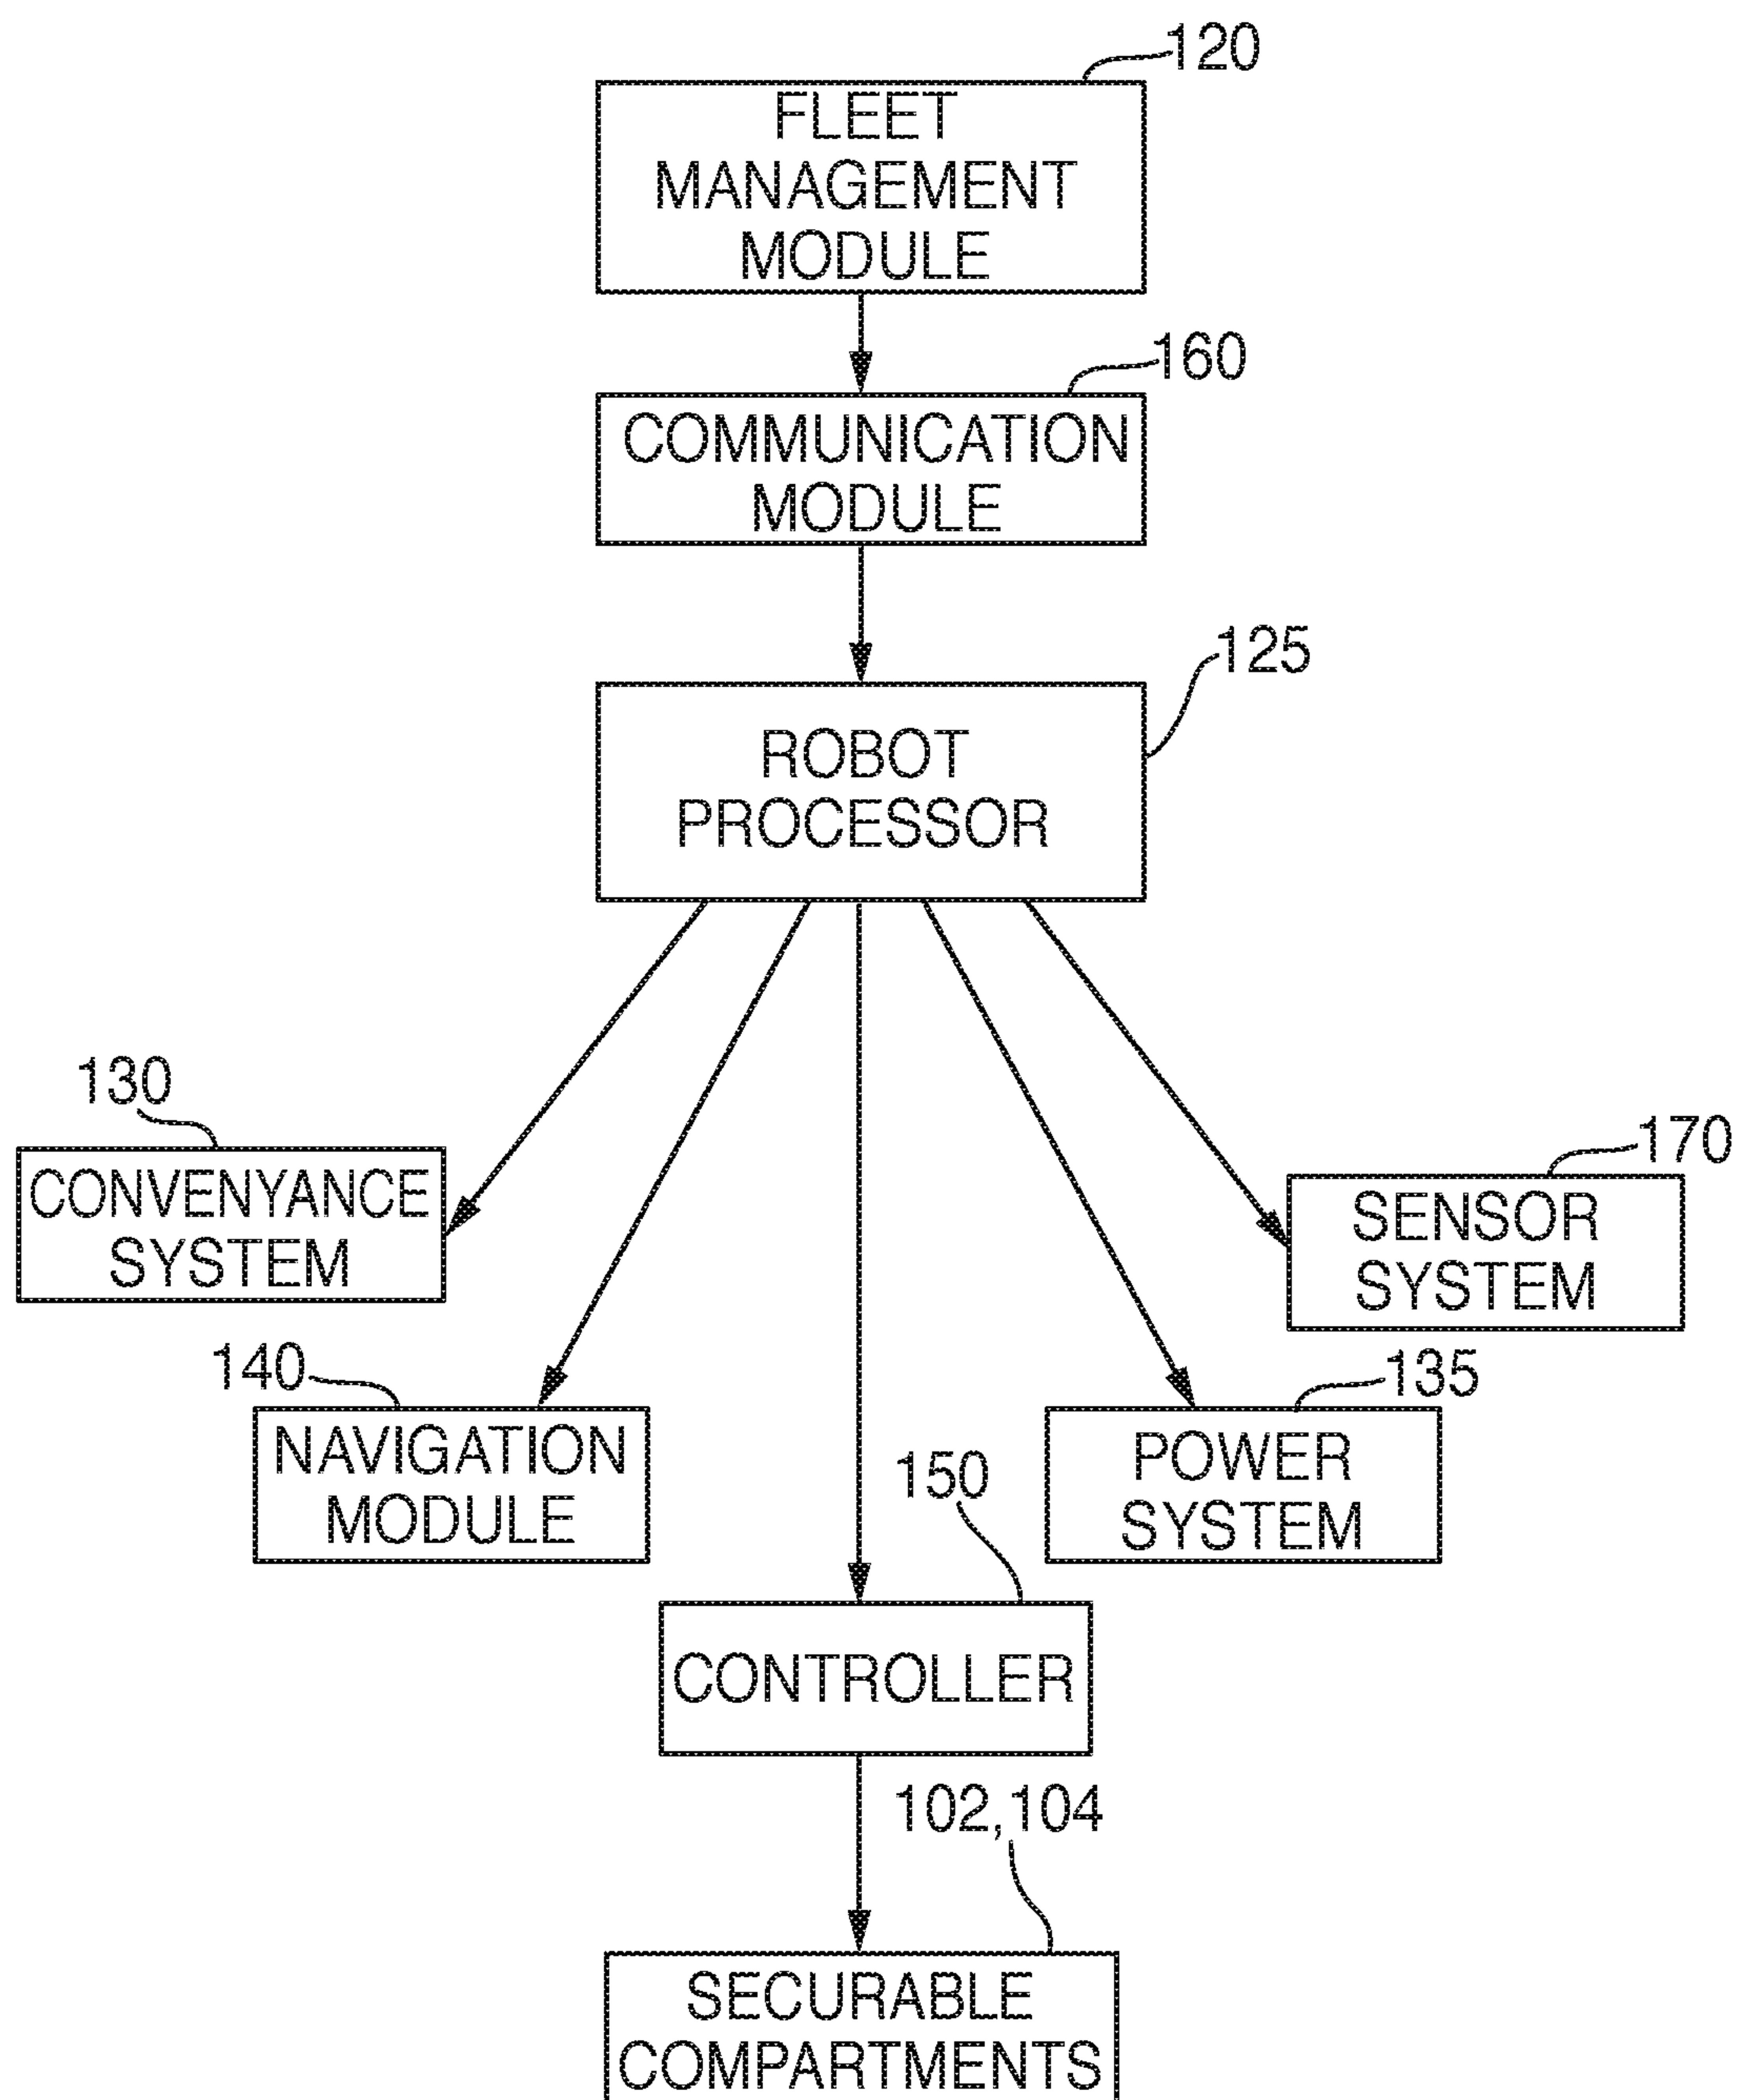 120
FLEET
MANAGEMENT
MODULE
160
COMMUNICATION
MODULE
125
ROBOT
PROCESSOR
130
CONVENYANCE
SYSTEM
170
SENSOR
SYSTEM
140
NAVIGATION
MODULE
135
POWER
SYSTEM
150
CONTROLLER
102,104
SECURABLE
COMPARTMENTS